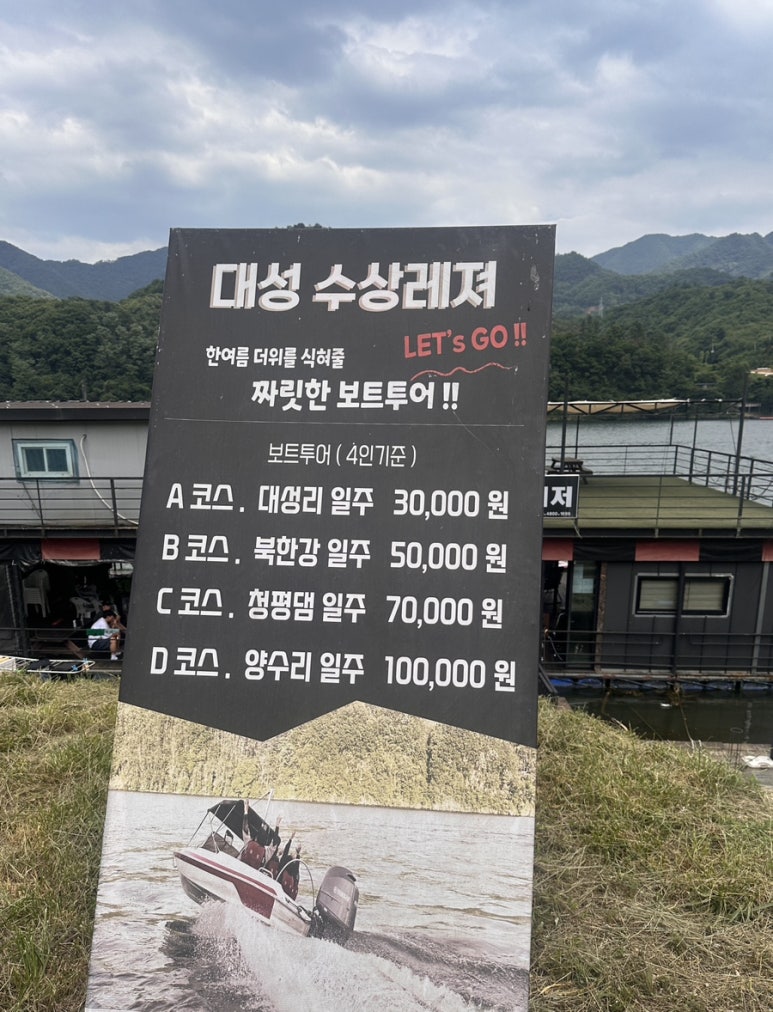 대성 수상레져
LET's GO !!
한여름 더위를 식혀줄
짜릿한 보트투어 !!
보트투어 ( 4인기준 )
A 코스 . 대성리 일주 30,000 원
B 코스 . 북한강 일주 50,000 원
C 코스 . 청평댐 일주 70,000 원
D 코스 . 양수리 일주 100,000 원